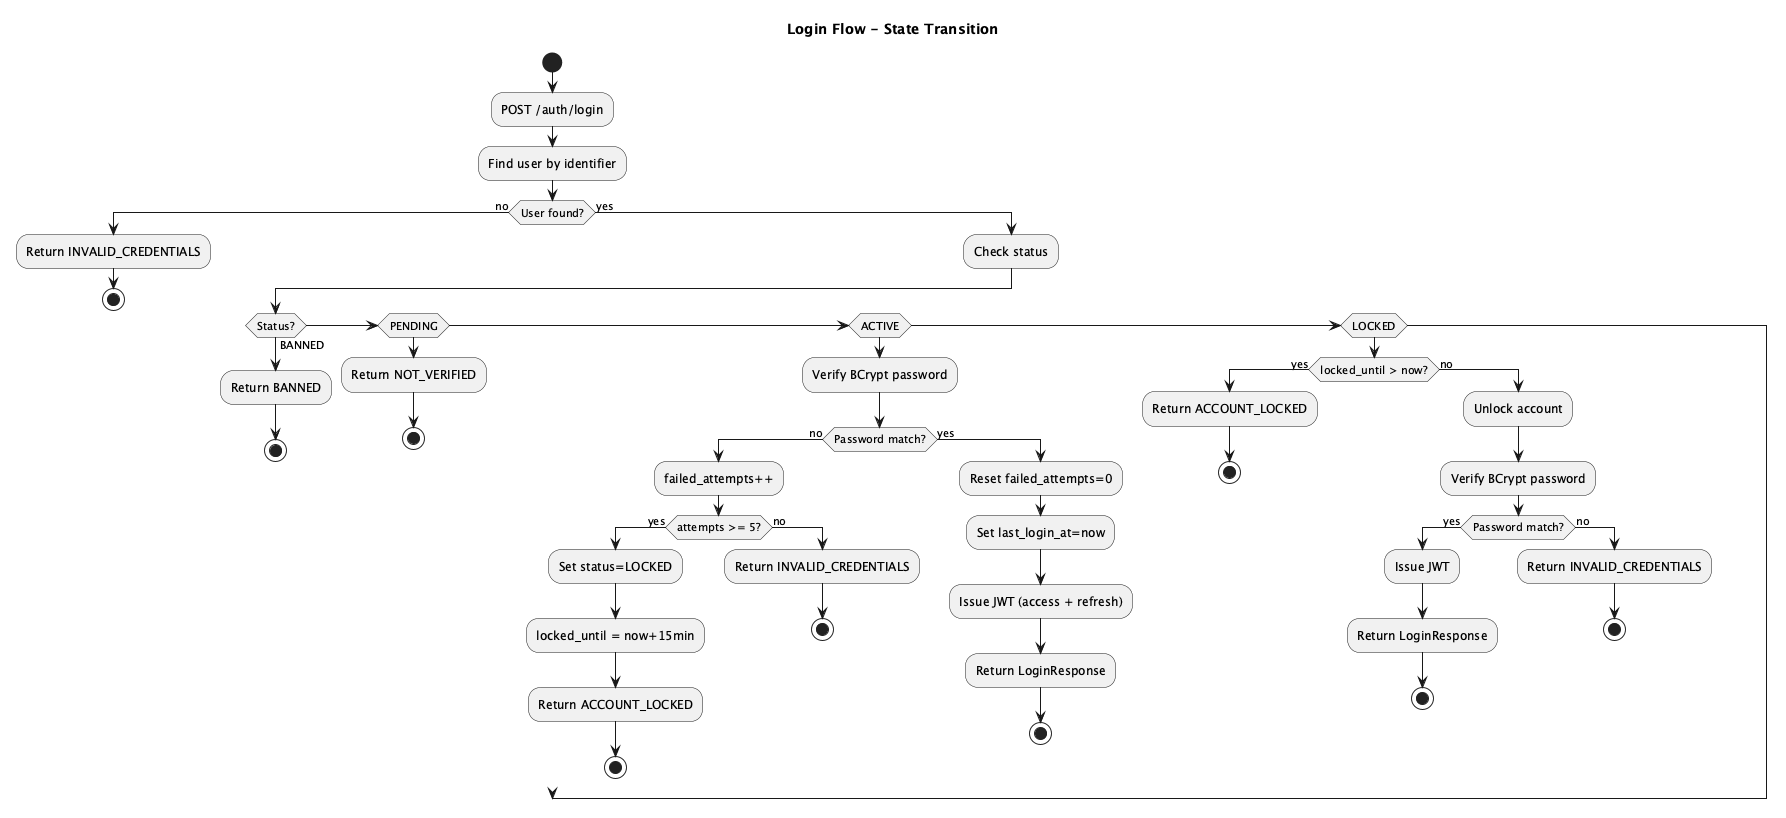 Login Flow - State Transition
POST /auth/login
Find user by identifier
no
User found?
yes
Return INVALID_CREDENTIALS
Check status
Status?
BANNED
Return BANNED
PENDING
Return NOT_VERIFIED
ACTIVE
Verify BCrypt password
no
Password match?
yes
failed_attempts++
yes
attempts >= 5?
no
Set status=LOCKED
locked_until = now+15min
Return ACCOUNT_LOCKED
Return INVALID_CREDENTIALS
Reset failed_attempts=0
Set last_login_at=now
Issue JWT (access + refresh)
Return LoginResponse
LOCKED
yes
locked_until > now?
no
Return ACCOUNT_LOCKED
Unlock account
Verify BCrypt password
yes
Password match?
no
Issue JWT
Return LoginResponse
Return INVALID_CREDENTIALS